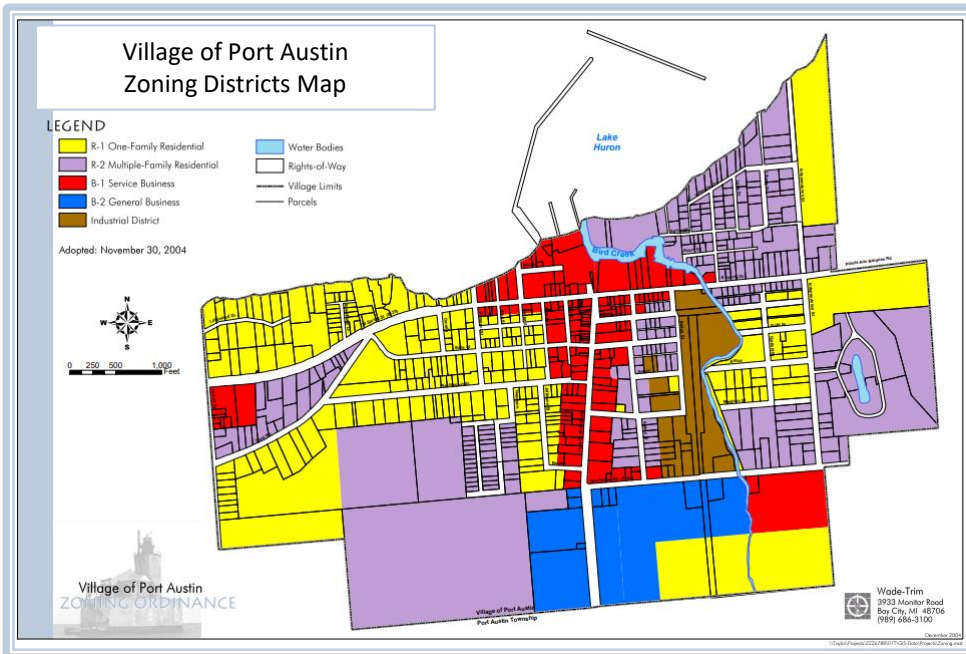 Village of Port Austin
Zoning Districts Map
LEGEND
R-1 One-Family Residential
R-2 Multiple-Family Residential
B-1 Service Business
B-2 General Business
Industrial District
Water Bodies
Rights-of-Way
Village Limits
Parcels
Adopted: November 30, 2004
N
W E
S
0 250 500 1,000
Feet
Lake
Huron
Bird Creek
Village of Port Austin
Port Austin Township
Village of Port Austin
ZONING ORDINANCE
Wade-Trim
3933 Monitor Road
Bay City, MI 48706
(989) 686-3100
December 2004